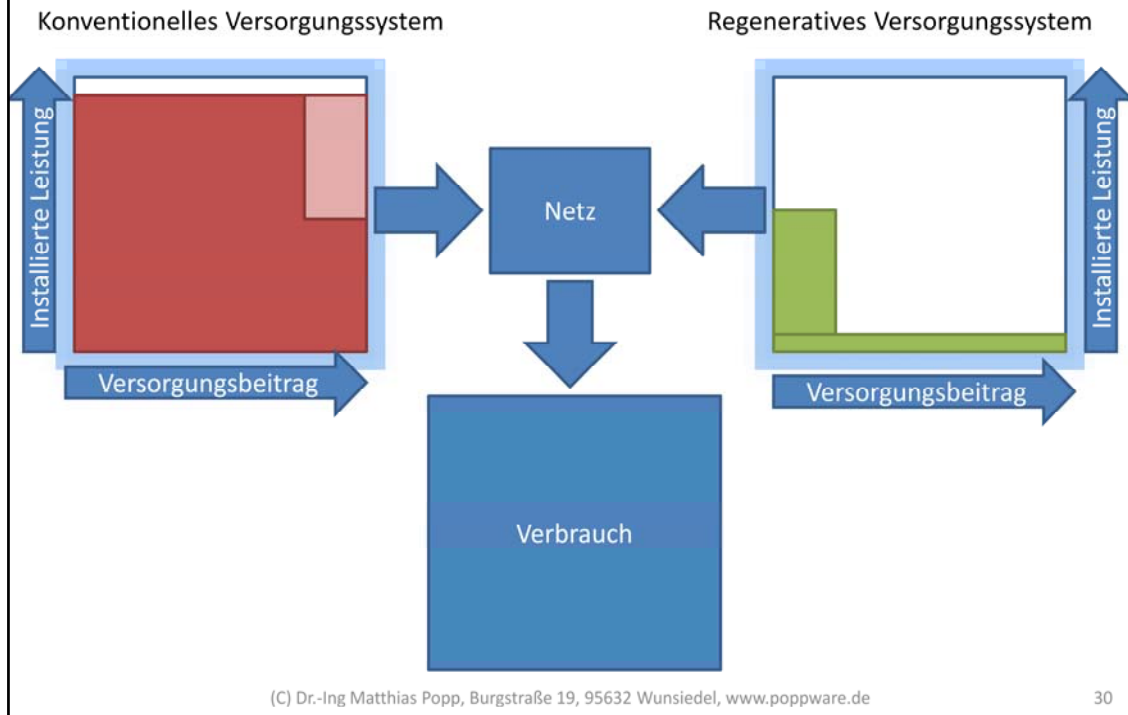 Konventionelles Versorgungssystem
Regeneratives Versorgungssystem
Installierte Leistung
Versorgungsbeitrag
Netz
Installierte Leistung
Versorgungsbeitrag
Verbrauch
(C) Dr.-Ing Matthias Popp, Burgstraße 19, 95632 Wunsiedel, www.poppware.de
30